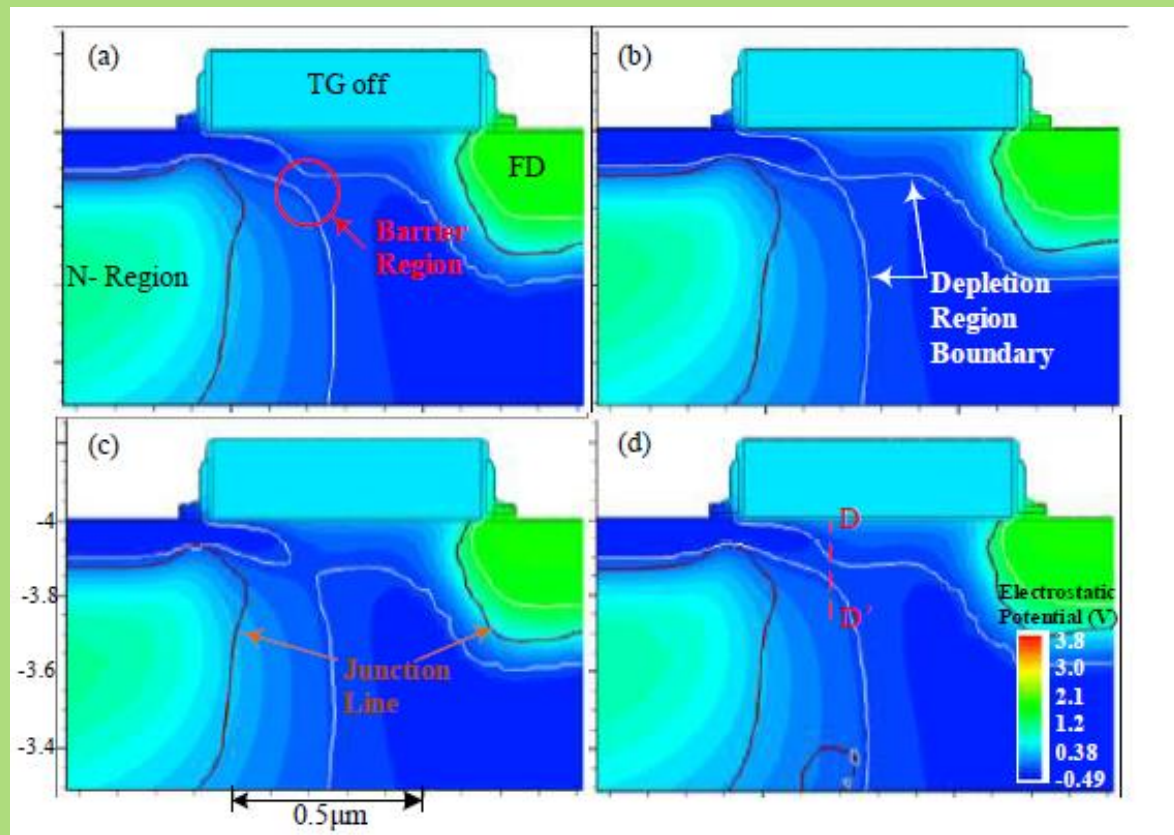 (a)
TG off
FD
Barrier
Region
N- Region
(b)
Depletion
Region
Boundary
(c)
-4
-3.8
-3.6
-3.4
Junction
Line
0.5μm
(d)
D
D´
Electrostatic
Potential (V)
3.8
3.0
2.1
1.2
0.38
-0.49